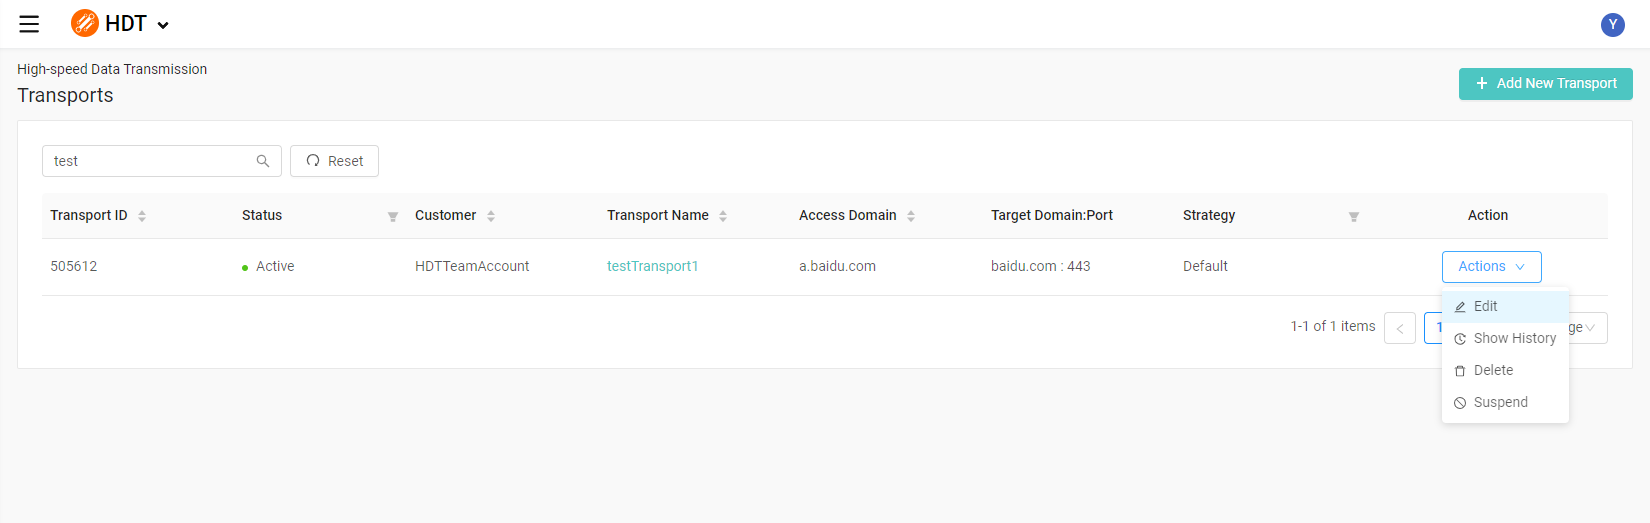 HDT
Y
High-speed Data Transmission
Transports
+ Add New Transport
test
Reset
Transport ID Status Customer Transport Name Access Domain Target Domain:Port Strategy Action
505612 Active HDTTeamAccount testTransport1 a.baidu.com baidu.com : 443 Default Actions
Edit
1-1 of 1 items < 1 ge
Show History
Delete
Suspend